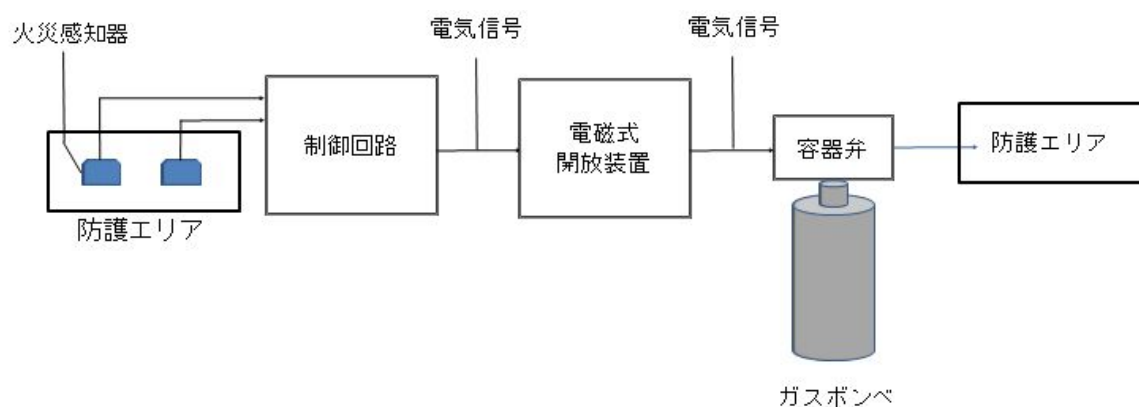 火災感知器
電気信号
電気信号
制御回路
電磁式
開放装置
容器弁
防護エリア
防護エリア
ガスボンベ